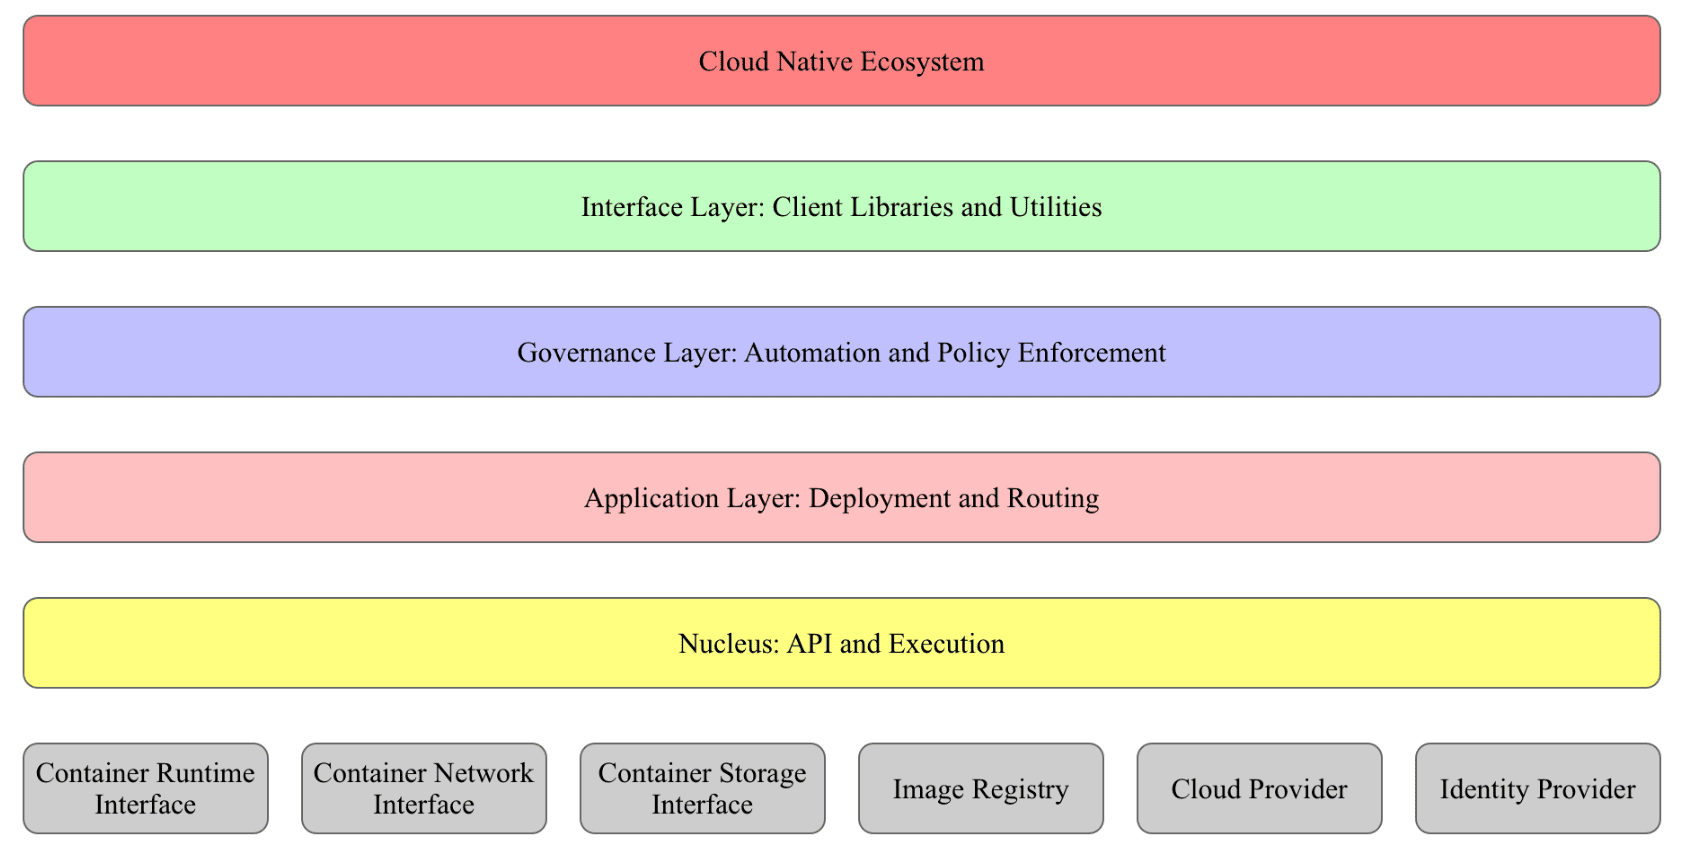 Cloud Native Ecosystem
Interface Layer: Client Libraries and Utilities
Governance Layer: Automation and Policy Enforcement
Application Layer: Deployment and Routing
Nucleus: API and Execution
Container Runtime
Interface
Container Network
Interface
Container Storage
Interface
Image Registry
Cloud Provider
Identity Provider